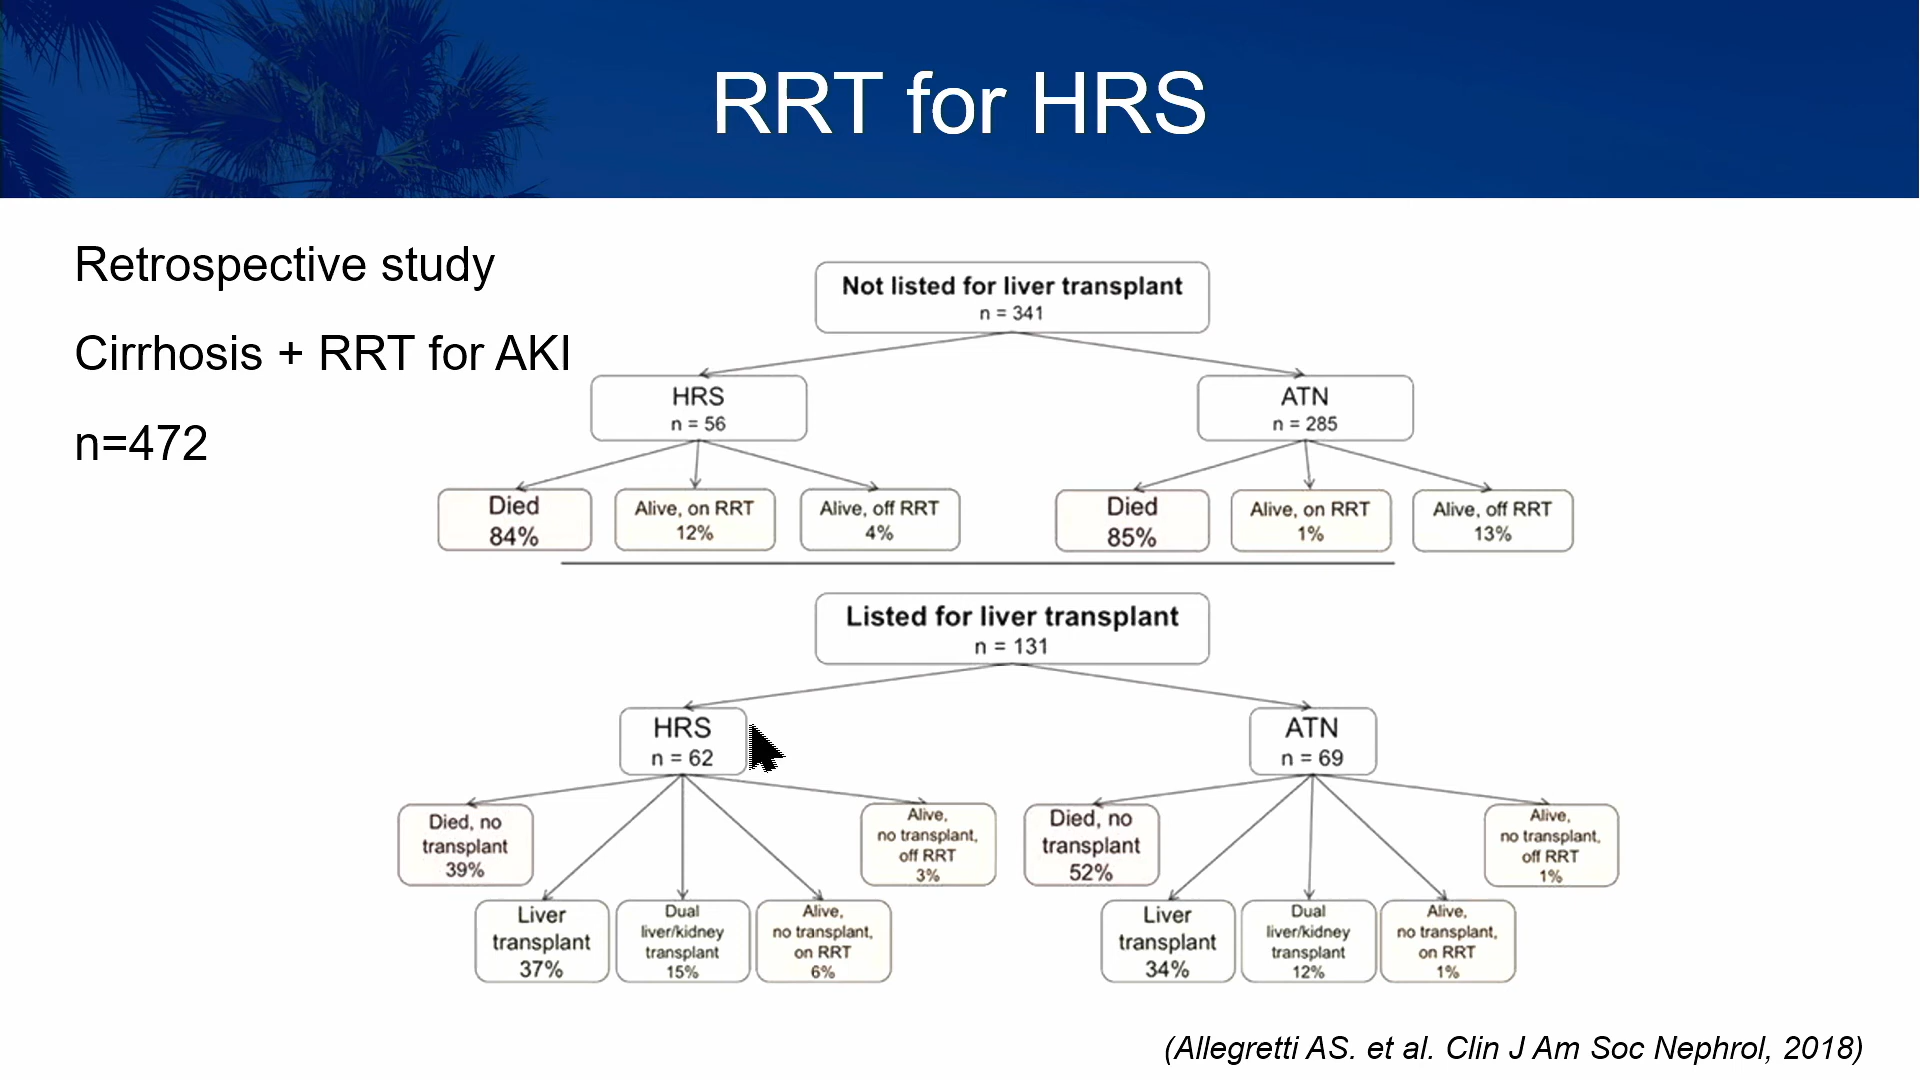 RRT for HRS
Retrospective study
Cirrhosis + RRT for AKI
n=472
Not listed for liver transplant
n = 341
HRS
n = 56
ATN
n = 285
Died
84%
Alive, on RRT
12%
Alive, off RRT
4%
Died
85%
Alive, on RRT
1%
Alive, off RRT
13%
Listed for liver transplant
n = 131
HRS
n = 62
ATN
n = 69
Died, no
transplant
39%
Liver
transplant
37%
Dual
liver/kidney
transplant
15%
Alive,
no transplant,
on RRT
6%
Alive,
no transplant,
off RRT
3%
Died, no
transplant
52%
Liver
transplant
34%
Dual
liver/kidney
transplant
12%
Alive,
no transplant,
on RRT
1%
Alive,
no transplant,
off RRT
1%
(Allegretti AS. et al. Clin J Am Soc Nephrol, 2018)